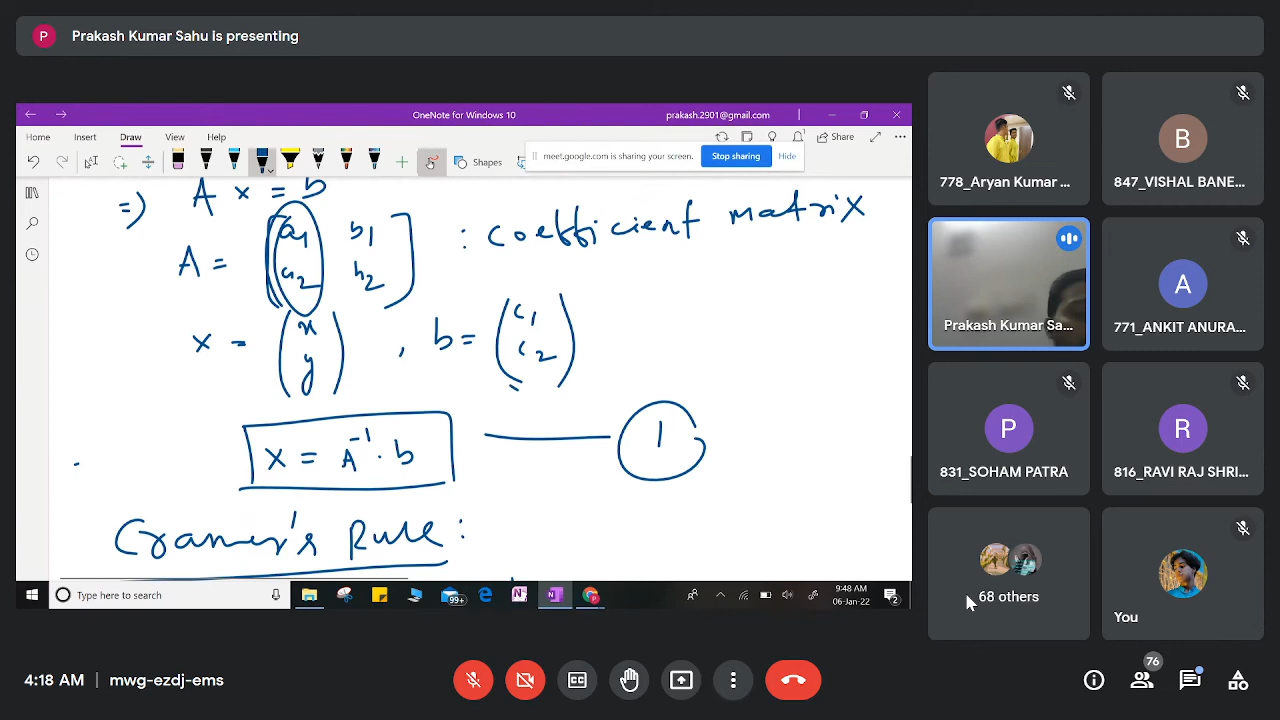 P Prakash Kumar Sahu is presenting
OneNote for Windows 10
prakash.2901@gmail.com
Home Insert Draw View Help
Share
meet.google.com is sharing your screen. Stop sharing Hide
Shapes
=) A x = b
A = [ a1 b1 : coefficient matrix
a2 b2 ]
x = ( x y ) , b = ( c1 c2 )
X = A⁻¹ · b 1
Cramer's Rule :
Type here to search
99+
9:48 AM
06-Jan-22
2
778_Aryan Kumar ...
B
847_VISHAL BANE...
Prakash Kumar Sa...
A
771_ANKIT ANURA...
P
831_SOHAM PATRA
R
816_RAVI RAJ SHRI...
68 others
You
4:18 AM | mwg-ezdj-ems
76